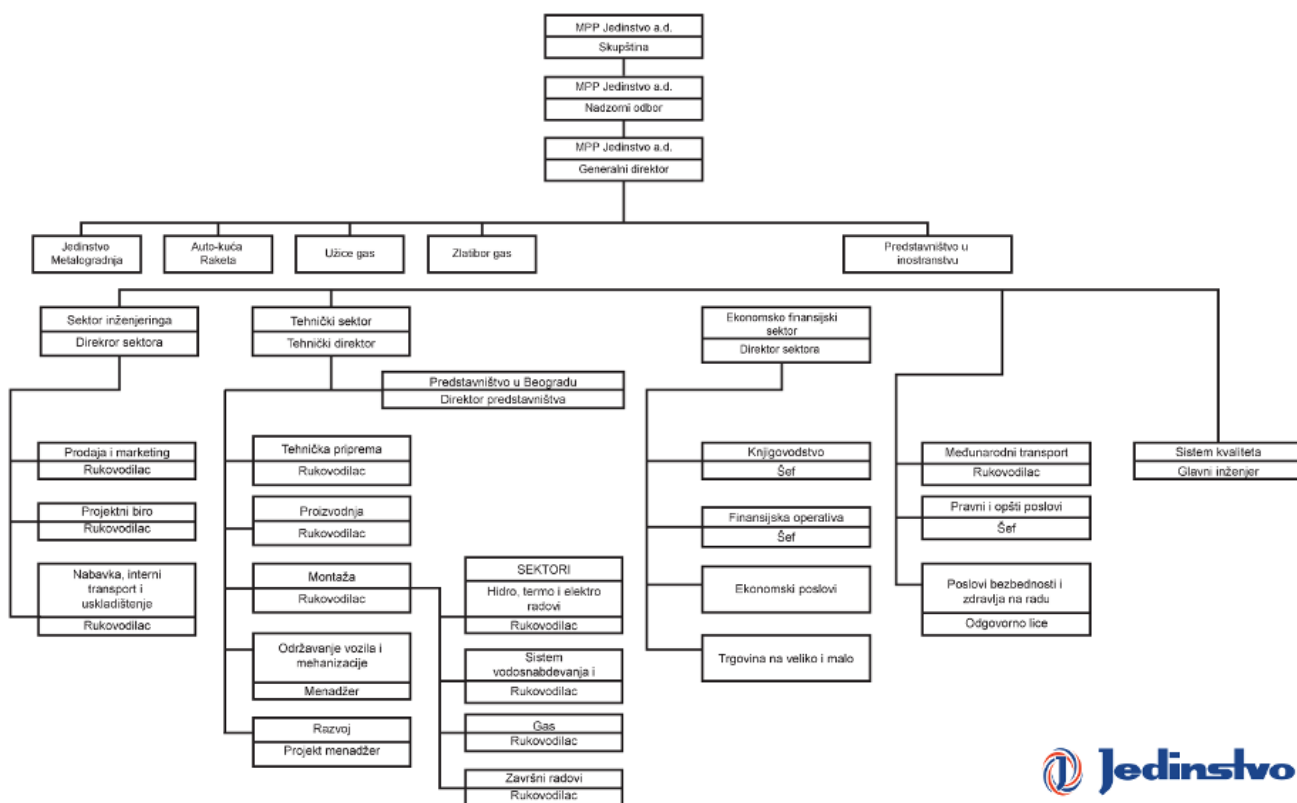 MPP Jedinstvo a.d.
Skupština
MPP Jedinstvo a.d.
Nadzorni odbor
MPP Jedinstvo a.d.
Generalni direktor
Jedinstvo
Metalogradnja
Auto-kuća
Raketa
Užice gas
Zlatibor gas
Predstavništvo u
inostranstvu
Sektor inženjeringa
Direkror sektora
Tehnički sektor
Tehnički direktor
Ekonomsko finansijski
sektor
Direktor sektora
Predstavništvo u Beogradu
Direktor predstavništva
Prodaja i marketing
Rukovodilac
Projektni biro
Rukovodilac
Nabavka, interni
transport i
uskladištenje
Rukovodilac
Tehnička priprema
Rukovodilac
Proizvodnja
Rukovodilac
Montaža
Rukovodilac
Održavanje vozila i
mehanizacije
Menadžer
Razvoj
Projekt menadžer
SEKTORI
Hidro, termo i elektro
radovi
Rukovodilac
Sistem
vodosnabdevanja i
Rukovodilac
Gas
Rukovodilac
Završni radovi
Rukovodilac
Knjigovodstvo
Šef
Finansijska operativa
Šef
Ekonomski poslovi
Trgovina na veliko i malo
Međunarodni transport
Rukovodilac
Pravni i opšti poslovi
Šef
Poslovi bezbednosti i
zdravlja na radu
Odgovorno lice
Sistem kvaliteta
Glavni inženjer
Jedinstvo